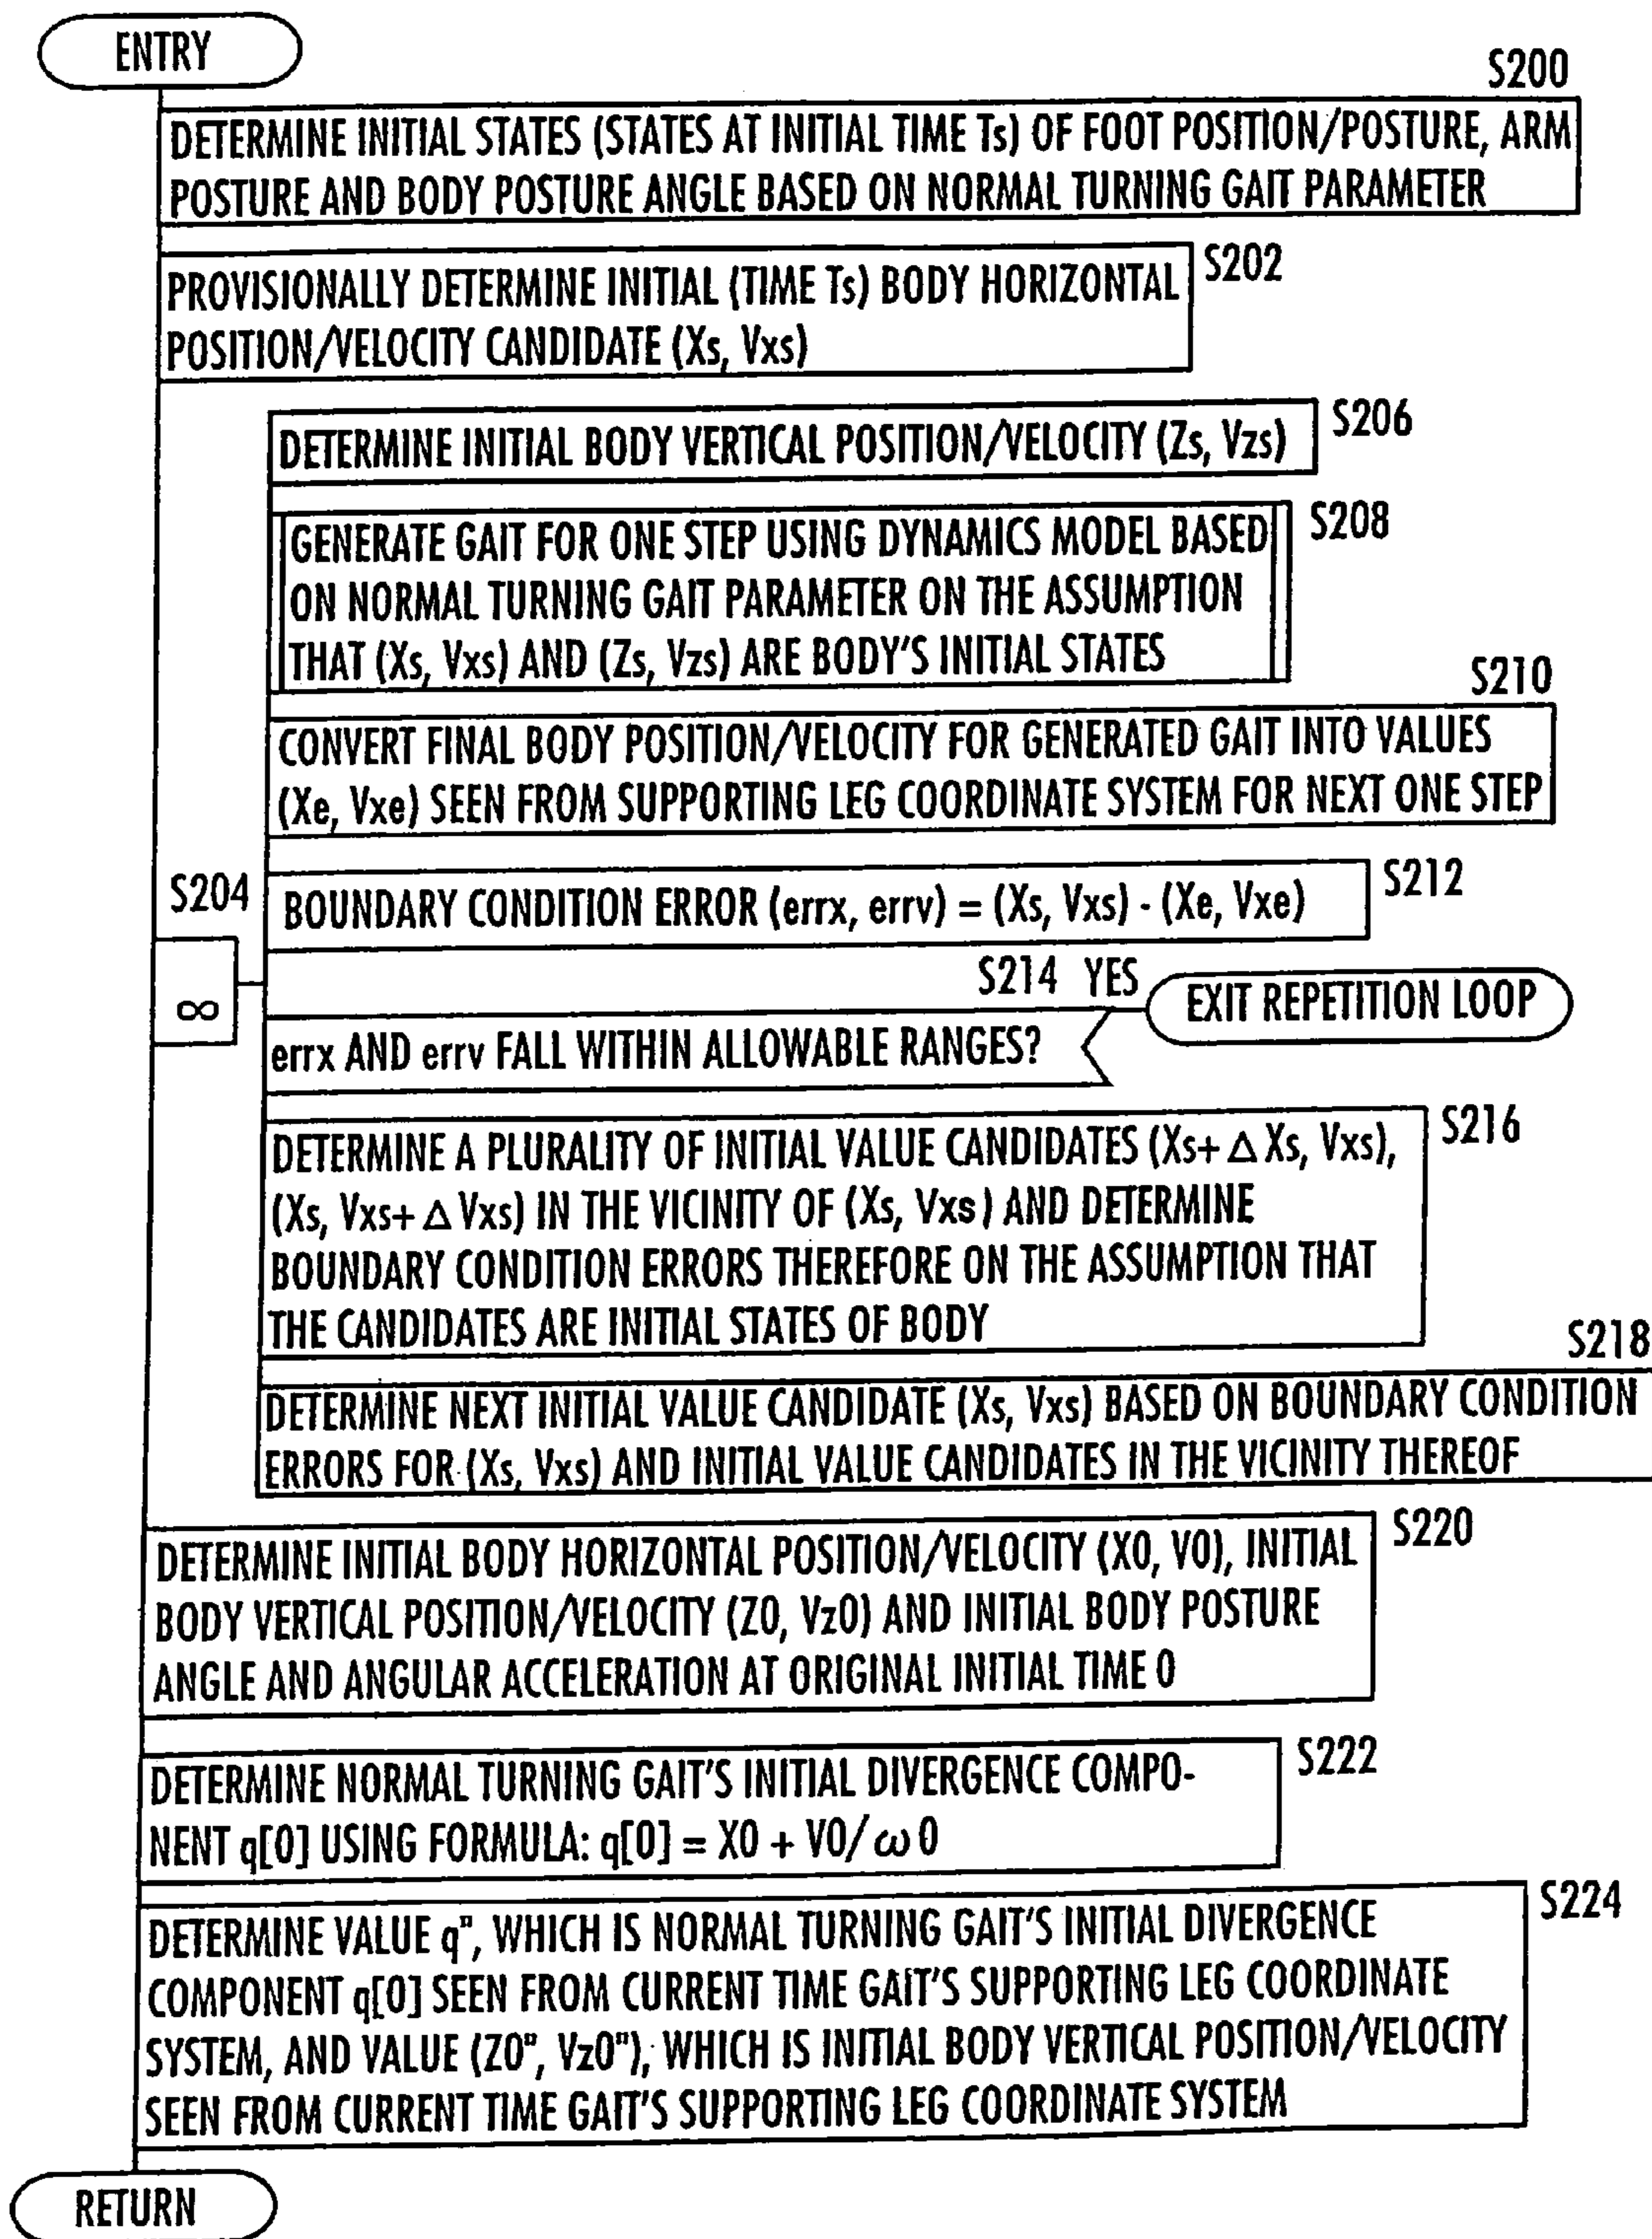 ENTRY
S200
DETERMINE INITIAL STATES (STATES AT INITIAL TIME Ts) OF FOOT POSITION/POSTURE, ARM
POSTURE AND BODY POSTURE ANGLE BASED ON NORMAL TURNING GAIT PARAMETER
S202
PROVISIONALLY DETERMINE INITIAL (TIME Ts) BODY HORIZONTAL
POSITION/VELOCITY CANDIDATE (Xs, Vxs)
S206
DETERMINE INITIAL BODY VERTICAL POSITION/VELOCITY (Zs, Vzs)
S208
GENERATE GAIT FOR ONE STEP USING DYNAMICS MODEL BASED
ON NORMAL TURNING GAIT PARAMETER ON THE ASSUMPTION
THAT (Xs, Vxs) AND (Zs, Vzs) ARE BODY'S INITIAL STATES
S210
CONVERT FINAL BODY POSITION/VELOCITY FOR GENERATED GAIT INTO VALUES
(Xe, Vxe) SEEN FROM SUPPORTING LEG COORDINATE SYSTEM FOR NEXT ONE STEP
S204
∞
S212
BOUNDARY CONDITION ERROR (errx, errv) = (Xs, Vxs) - (Xe, Vxe)
S214 YES
EXIT REPETITION LOOP
errx AND errv FALL WITHIN ALLOWABLE RANGES?
S216
DETERMINE A PLURALITY OF INITIAL VALUE CANDIDATES (Xs+ΔXs, Vxs),
(Xs, Vxs+ΔVxs) IN THE VICINITY OF (Xs, Vxs) AND DETERMINE
BOUNDARY CONDITION ERRORS THEREFORE ON THE ASSUMPTION THAT
THE CANDIDATES ARE INITIAL STATES OF BODY
S218
DETERMINE NEXT INITIAL VALUE CANDIDATE (Xs, Vxs) BASED ON BOUNDARY CONDITION
ERRORS FOR (Xs, Vxs) AND INITIAL VALUE CANDIDATES IN THE VICINITY THEREOF
S220
DETERMINE INITIAL BODY HORIZONTAL POSITION/VELOCITY (X0, V0), INITIAL
BODY VERTICAL POSITION/VELOCITY (Z0, Vz0) AND INITIAL BODY POSTURE
ANGLE AND ANGULAR ACCELERATION AT ORIGINAL INITIAL TIME 0
S222
DETERMINE NORMAL TURNING GAIT'S INITIAL DIVERGENCE COMPO-
NENT q[0] USING FORMULA: q[0] = X0 + V0/ω0
S224
DETERMINE VALUE q", WHICH IS NORMAL TURNING GAIT'S INITIAL DIVERGENCE
COMPONENT q[0] SEEN FROM CURRENT TIME GAIT'S SUPPORTING LEG COORDINATE
SYSTEM, AND VALUE (Z0", Vz0"), WHICH IS INITIAL BODY VERTICAL POSITION/VELOCITY
SEEN FROM CURRENT TIME GAIT'S SUPPORTING LEG COORDINATE SYSTEM
RETURN